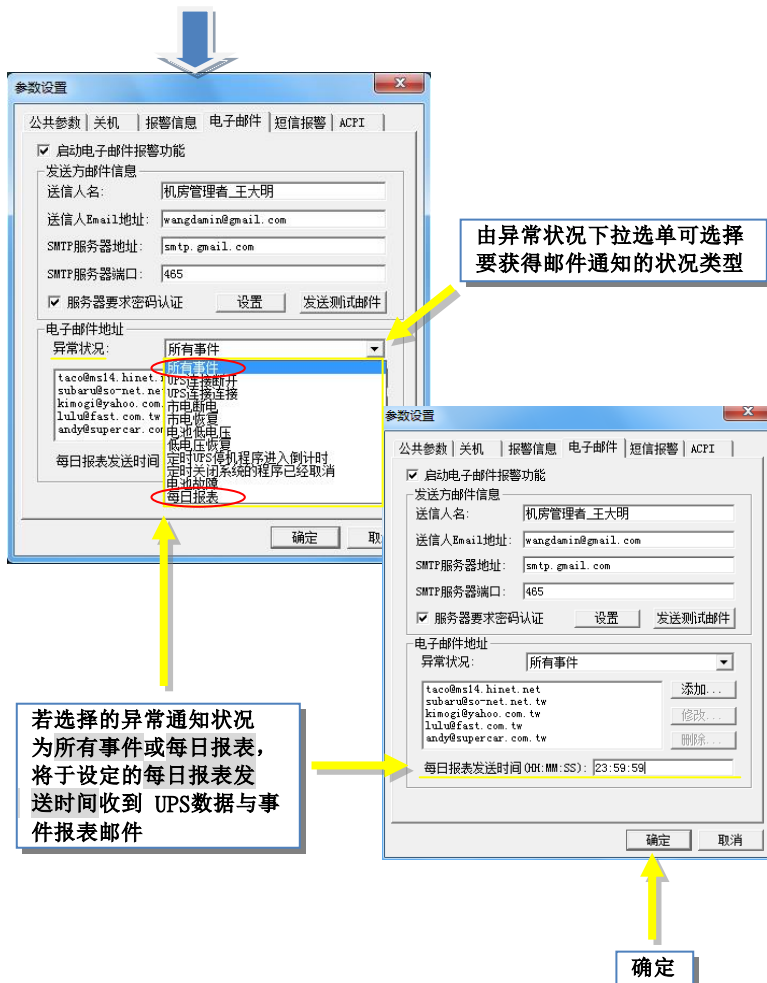 参数设置
x
公共参数 关机 报警信息 电子邮件 短信报警 ACPI
启动电子邮件报警功能
发送方邮件信息
送信人名: 机房管理者_王大明
送信人Email地址: wangdamin@gmail.com
SMTP服务器地址: smtp.gmail.com
SMTP服务器端口: 465
服务器要求密码认证 设置 发送测试邮件
电子邮件地址
异常状况: 所有事件
所有事件
UPS连接断开
UPS连接连接
市电断电
市电恢复
电池低电压
低电压恢复
定时UPS停机程序进入倒计时
定时关闭系统的程序已经取消
电池故障
每日报表
taco@ms14.hinet.
subaru@so-net.ne
kimogi@yahoo.com
lulu@fast.com.tw
andy@supercar.co
每日报表发送时间
确定 取
由异常状况下拉选单可选择
要获得邮件通知的状况类型
参数设置
x
公共参数 关机 报警信息 电子邮件 短信报警 ACPI
启动电子邮件报警功能
发送方邮件信息
送信人名: 机房管理者_王大明
送信人Email地址: wangdamin@gmail.com
SMTP服务器地址: smtp.gmail.com
SMTP服务器端口: 465
服务器要求密码认证 设置 发送测试邮件
电子邮件地址
异常状况: 所有事件
taco@ms14.hinet.net
subaru@so-net.net.tw
kimogi@yahoo.com.tw
lulu@fast.com.tw
andy@supercar.com.tw
添加...
修改...
删除...
每日报表发送时间(HH:MM:SS): 23:59:59
确定 取消
若选择的异常通知状况
为所有事件或每日报表，
将于设定的每日报表发
送时间收到 UPS数据与事
件报表邮件
确定